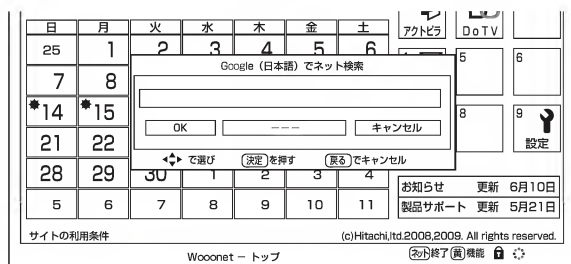 日 月 火 水 木 金 土 アクトビラ DoTV
25 1 2 3 4 5 6 5 6
Google（日本語）でネット検索
7 8
*14 *15 8 9 設定
OK --- キャンセル
21 22
で選び 決定を押す 戻るでキャンセル
28 29 30 1 2 3 4
お知らせ 更新 6月10日
5 6 7 8 9 10 11
製品サポート 更新 5月21日
サイトの利用条件 (c)Hitachi,ltd.2008,2009. All rights reserved.
Wooonet − トップ ネット終了 黄機能